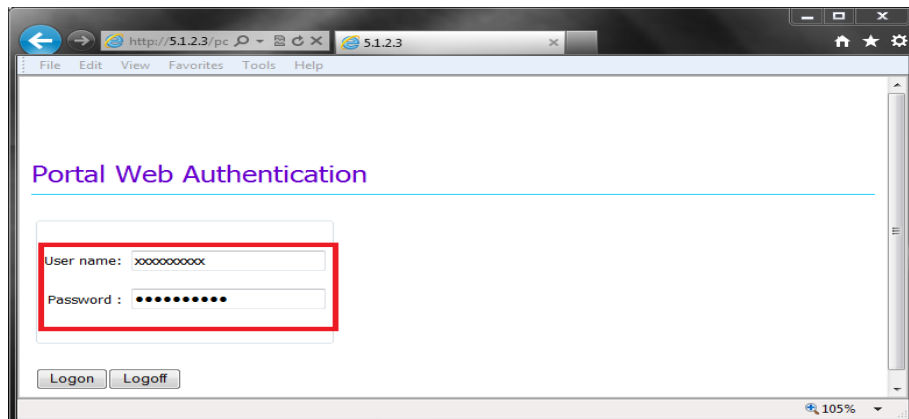 http://5.1.2.3/pc 5.1.2.3
File Edit View Favorites Tools Help
Portal Web Authentication
User name: xxxxxxxxxx
Password : ●●●●●●●●●●
Logon Logoff
105%